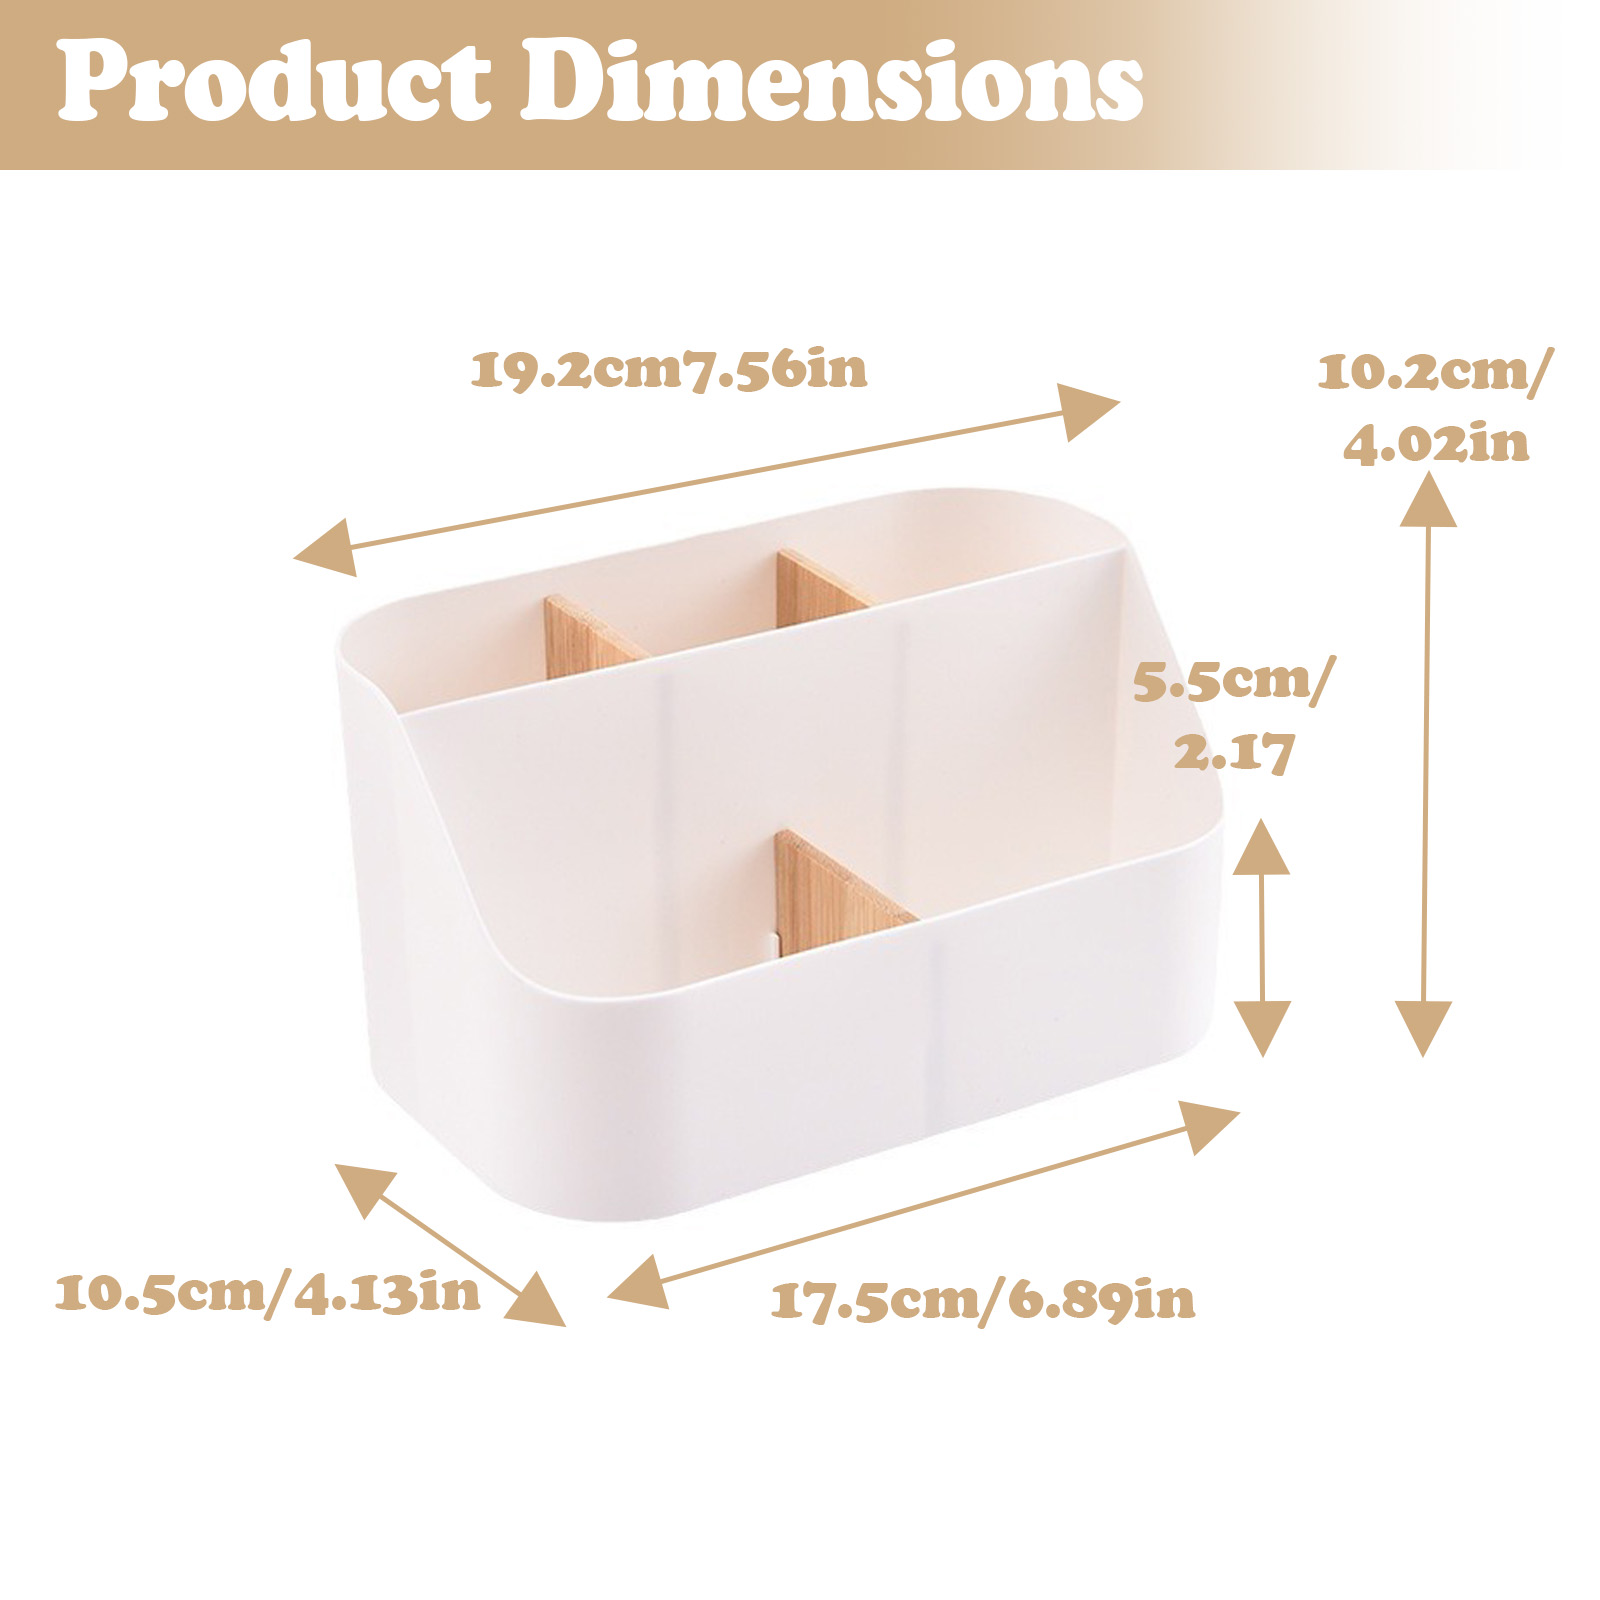 Product Dimensions
19.2cm7.56in
10.2cm/
4.02in
5.5cm/
2.17
10.5cm/4.13in
17.5cm/6.89in